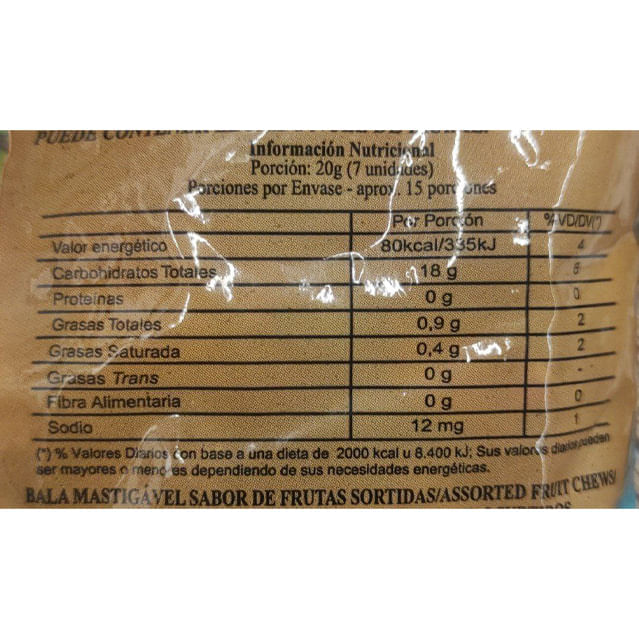 PUEDE CONTENER
Información Nutricional
Porción: 20g (7 unidades)
Porciones por Envase - aprox. 15 porciones
Por Porción %VD/DV(*)
Valor energético 80kcal/335kJ 4
Carbohidratos Totales 18 g 6
Proteínas 0 g 0
Grasas Totales 0,9 g 2
Grasas Saturada 0,4 g 2
Grasas Trans 0 g -
Fibra Alimentaria 0 g 0
Sodio 12 mg 1
(*) % Valores Diarios con base a una dieta de 2000 kcal u 8.400 kJ; Sus valores diarios pueden
ser mayores o menores dependiendo de sus necesidades energéticas.
BALA MASTIGAVEL SABOR DE FRUTAS SORTIDAS/ASSORTED FRUIT CHEWS/